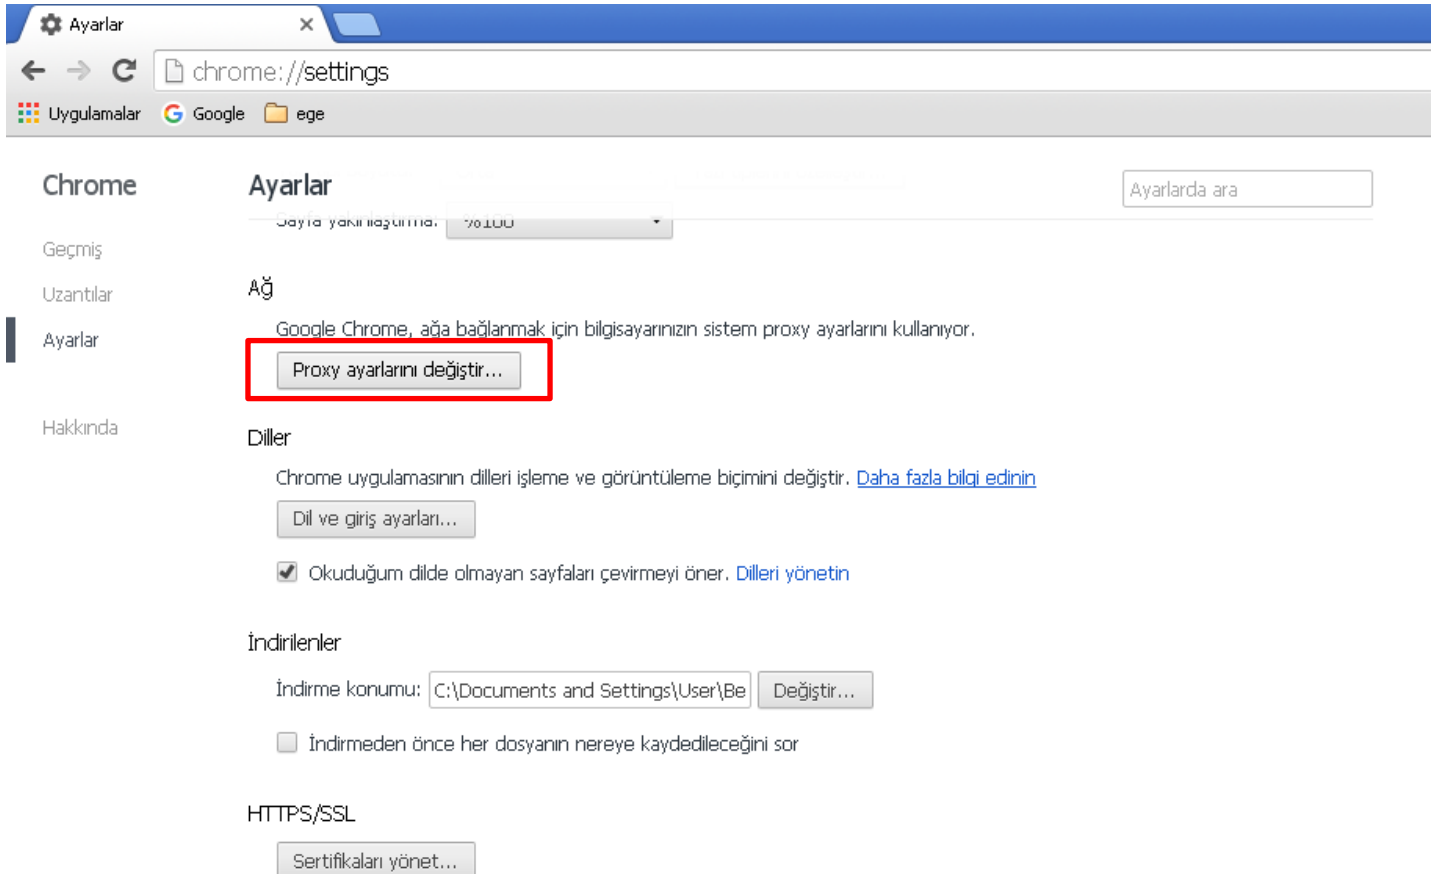 Ayarlar
chrome://settings
Uygulamalar Google ege
Chrome
Ayarlar
Ayarlarda ara
Sayfa yakınlaştırma: %100
Geçmiş
Uzantılar
Ayarlar
Hakkında
Ağ
Google Chrome, ağa bağlanmak için bilgisayarınızın sistem proxy ayarlarını kullanıyor.
Proxy ayarlarını değiştir...
Diller
Chrome uygulamasının dilleri işleme ve görüntüleme biçimini değiştir. Daha fazla bilgi edinin
Dil ve giriş ayarları...
Okuduğum dilde olmayan sayfaları çevirmeyi öner. Dilleri yönetin
İndirilenler
İndirme konumu: C:\Documents and Settings\User\Be Değiştir...
İndirmeden önce her dosyanın nereye kaydedileceğini sor
HTTPS/SSL
Sertifikaları yönet...